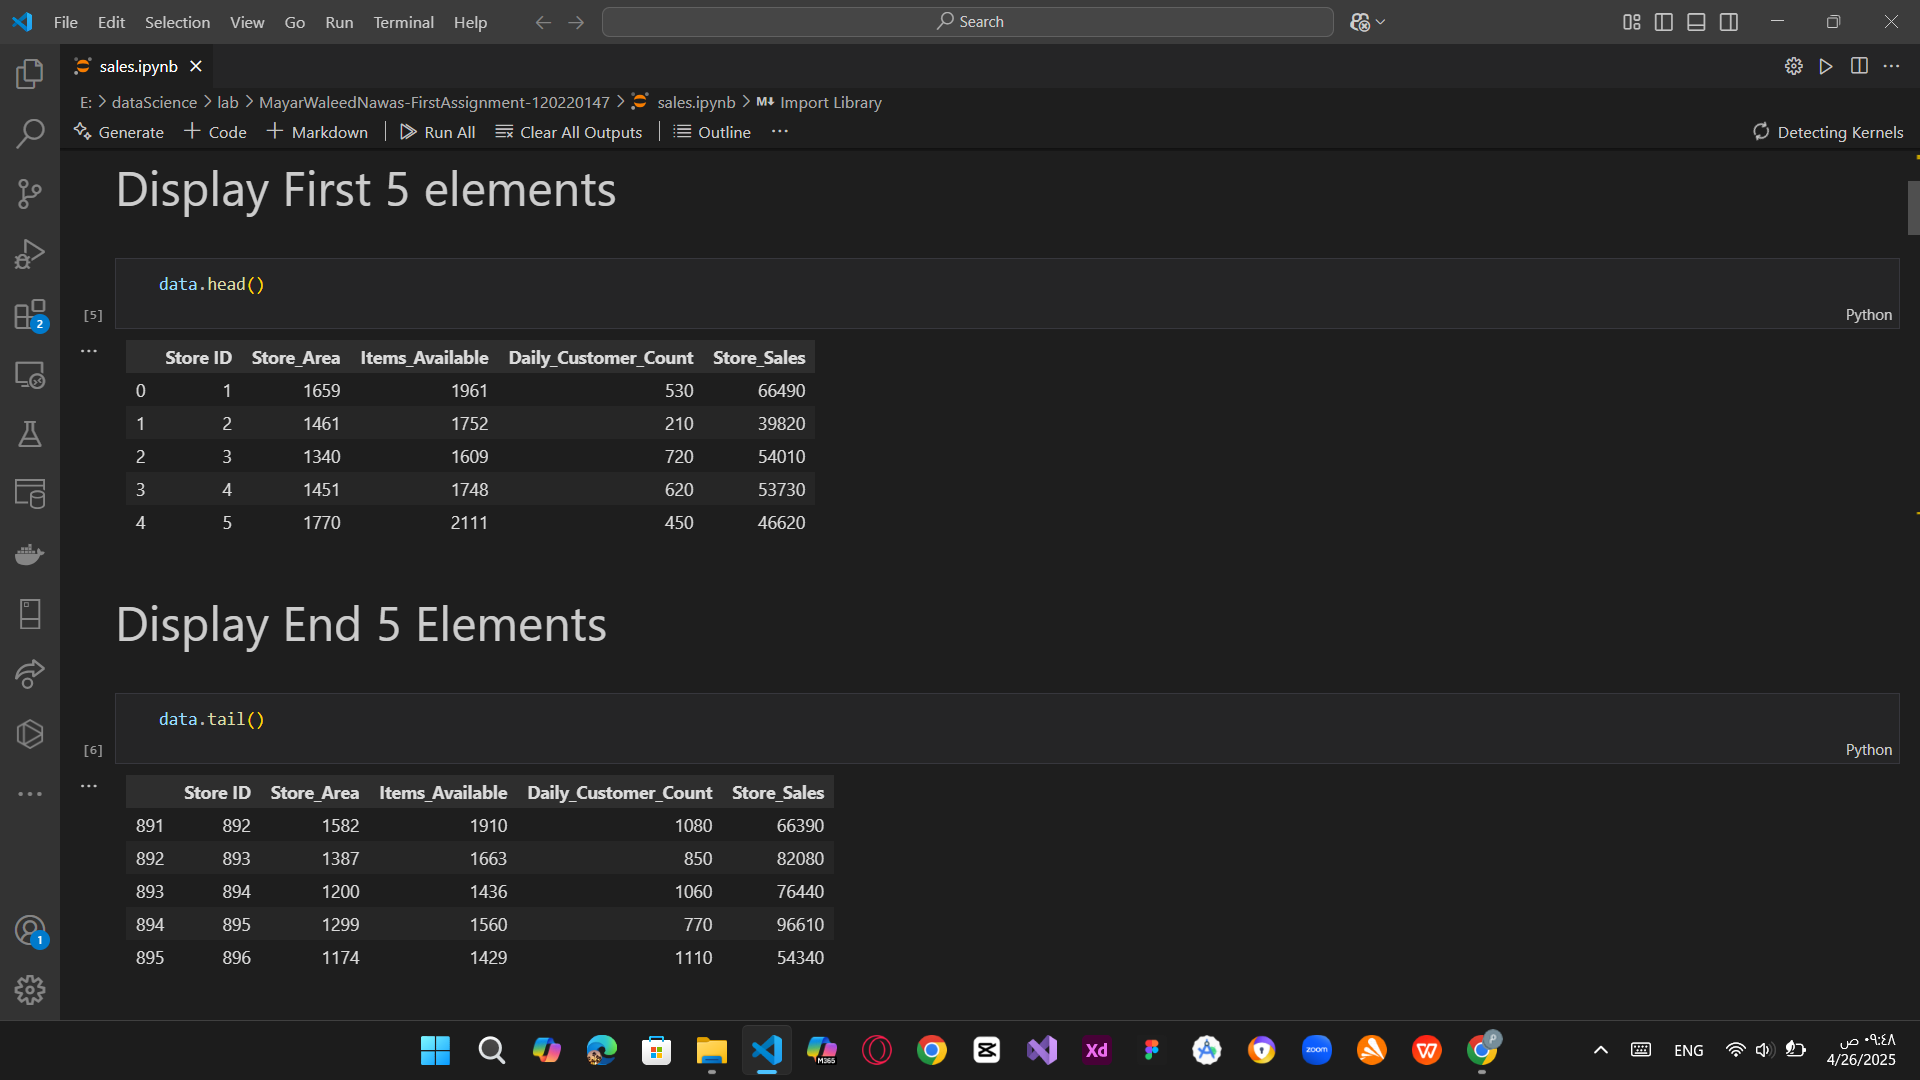 File Edit Selection View Go Run Terminal Help Search
sales.ipynb
E: > dataScience > lab > MayarWaleedNawas-FirstAssignment-120220147 > sales.ipynb > M↓ Import Library
Generate + Code + Markdown Run All Clear All Outputs Outline ... Detecting Kernels
Display First 5 elements
data.head()
[5] Python
...
Store ID Store_Area Items_Available Daily_Customer_Count Store_Sales
0 1 1659 1961 530 66490
1 2 1461 1752 210 39820
2 3 1340 1609 720 54010
3 4 1451 1748 620 53730
4 5 1770 2111 450 46620
Display End 5 Elements
data.tail()
[6] Python
...
Store ID Store_Area Items_Available Daily_Customer_Count Store_Sales
891 892 1582 1910 1080 66390
892 893 1387 1663 850 82080
893 894 1200 1436 1060 76440
894 895 1299 1560 770 96610
895 896 1174 1429 1110 54340
2
1
M365
Xd
zoom
W
P
ENG
٠٩:٤٨ ص
4/26/2025